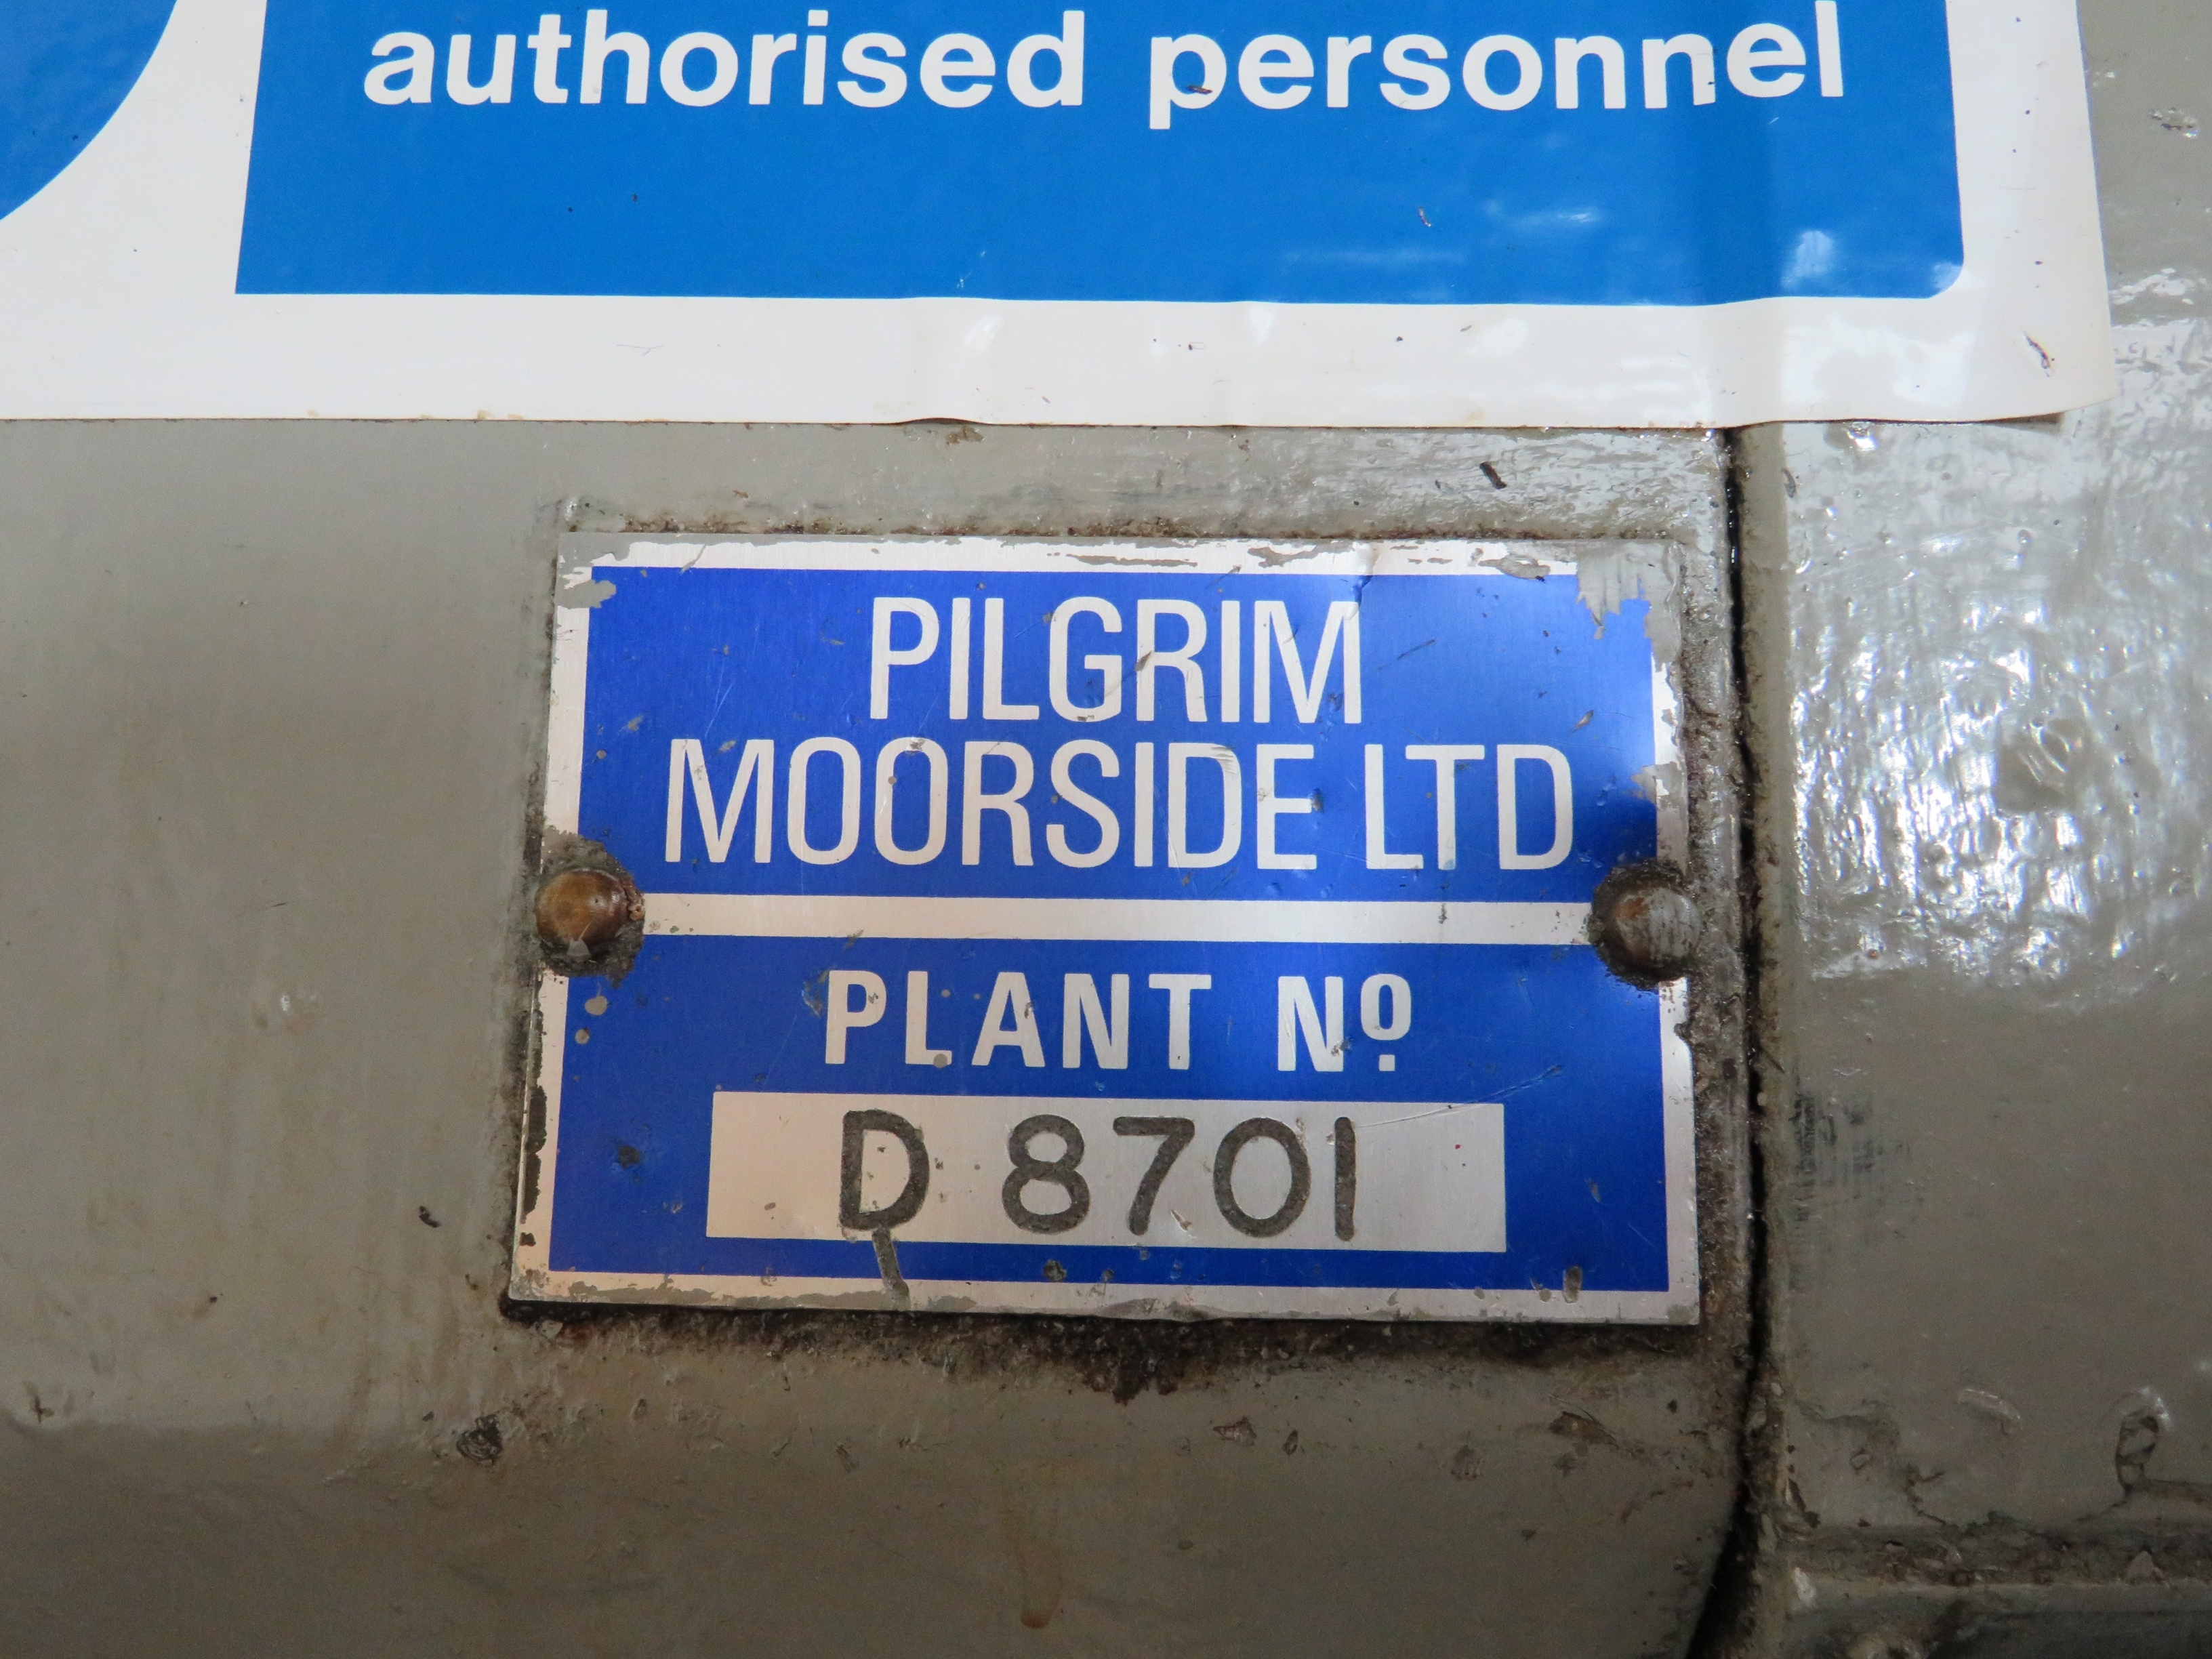 authorised personnel
PILGRIM
MOORSIDE LTD
PLANT Nº
D 8701